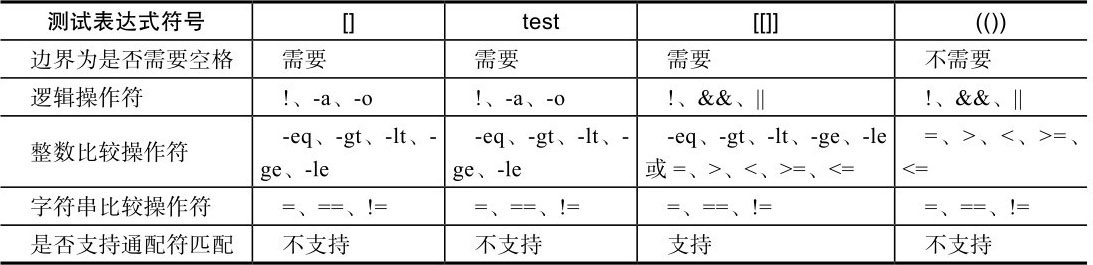 测试表达式符号 [] test [[]] (())
边界为是否需要空格 需要 需要 需要 不需要
逻辑操作符 !、-a、-o !、-a、-o !、&&、|| !、&&、||
整数比较操作符 -eq、-gt、-lt、-ge、-le -eq、-gt、-lt、-ge、-le -eq、-gt、-lt、-ge、-le或 =、>、<、>=、<= =、>、<、>=、<=
字符串比较操作符 =、==、!= =、==、!= =、==、!= =、==、!=
是否支持通配符匹配 不支持 不支持 支持 不支持